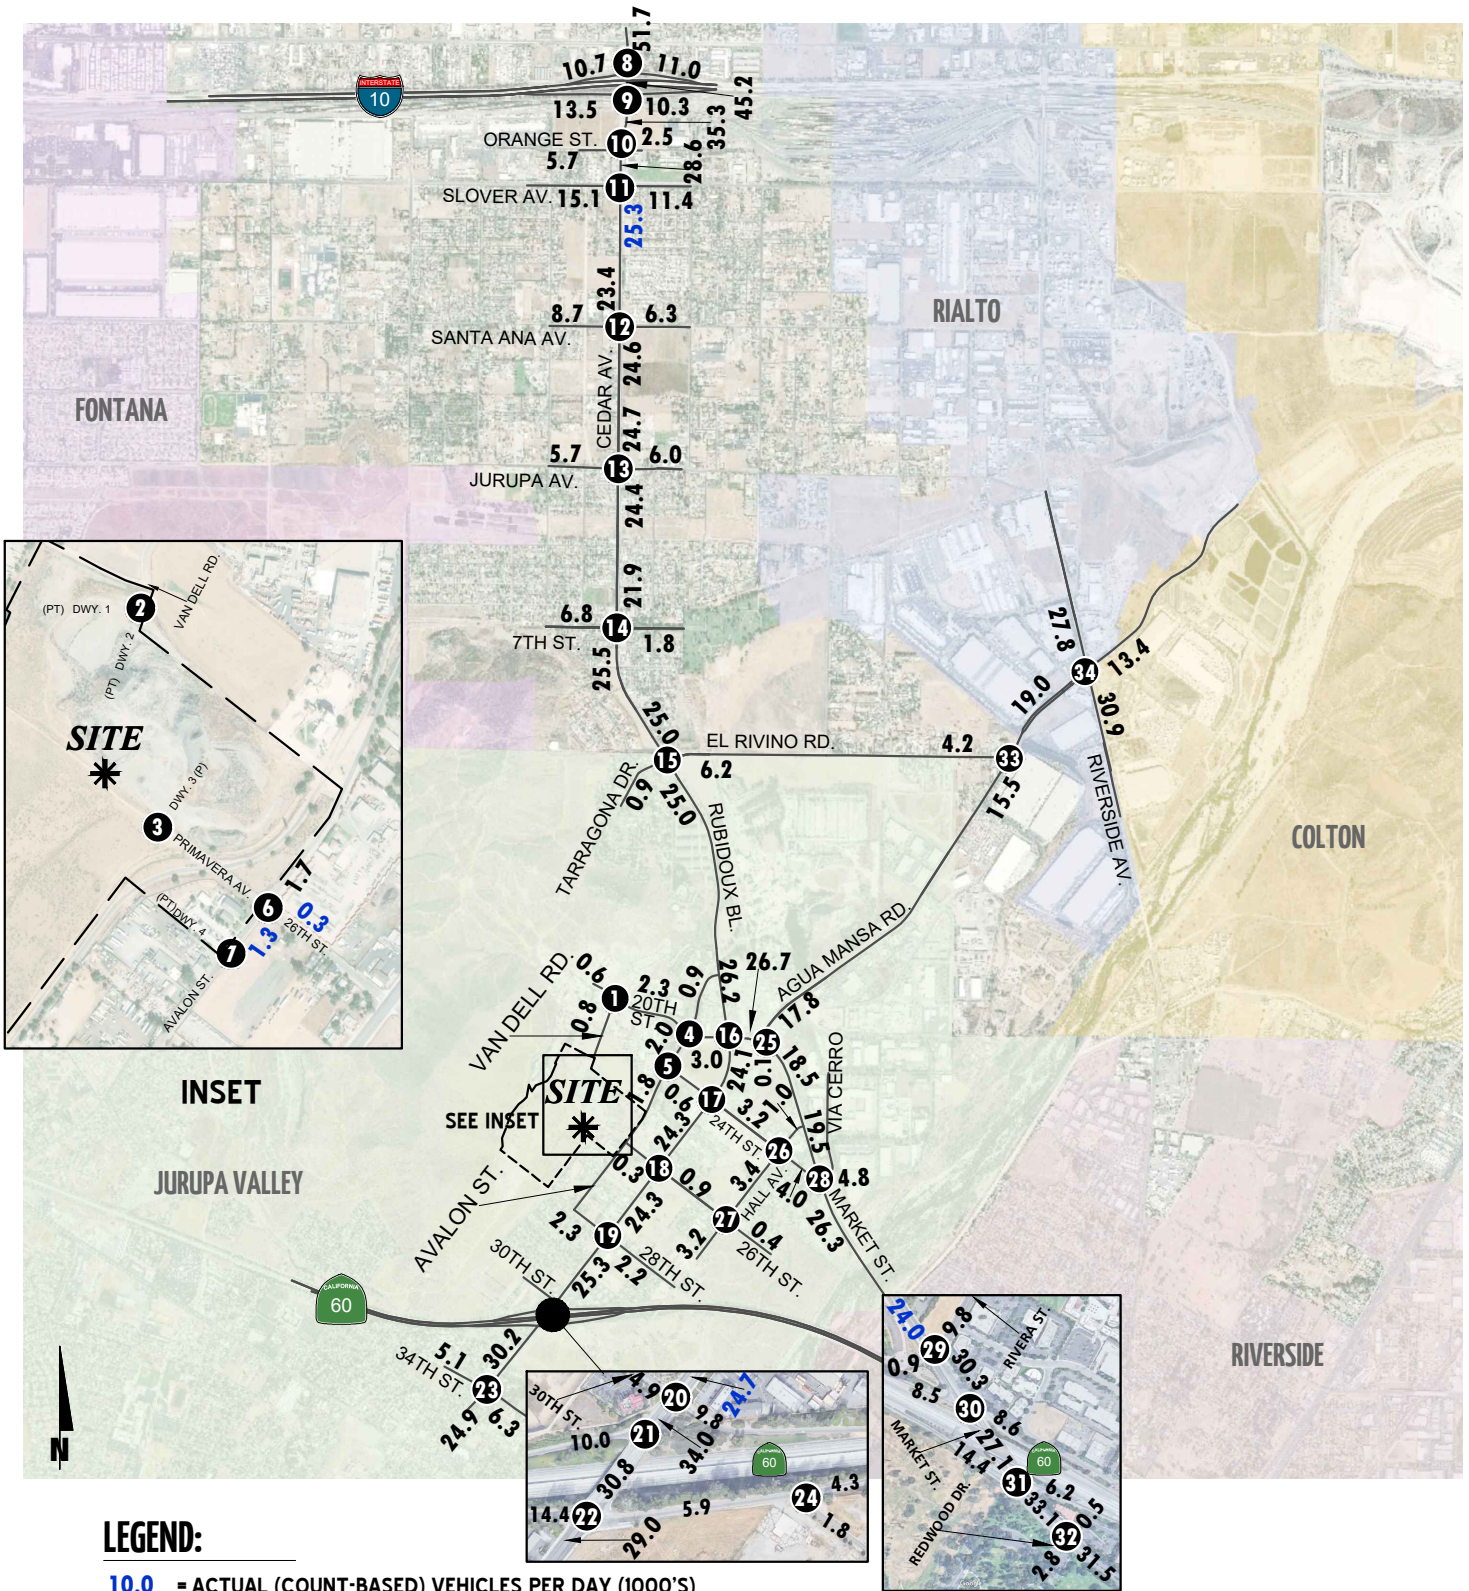 51.7
10.7 8 11.0
INTERSTATE
10
45.2
13.5 9 10.3
35.3
ORANGE ST. 10 2.5
5.7
28.6
SLOVER AV. 15.1 11 11.4
25.3
23.4
8.7 12 6.3
SANTA ANA AV.
24.6
RIALTO
FONTANA
CEDAR AV.
24.7
5.7 13 6.0
JURUPA AV.
24.4
21.9
6.8 14 1.8
7TH ST.
25.5
25.0
27.8
34 13.4
19.0
30.9
EL RIVINO RD. 4.2
15 6.2 33
TARRAGONA DR.
0.9
25.0
15.5
RIVERSIDE AV.
RUBIDOUX BL.
COLTON
VAN DELL RD.
(PT) DWY. 1 2
(PT) DWY. 2
SITE
DWY. 3 (P)
3
PRIMAVERA AV.
1.7
6
0.3
26TH ST.
(PT)DWY. 4
7
1.3
AVALON ST.
INSET
AGUA MANSA RD.
VAN DELL RD.
0.6
1
2.3
20TH
ST.
0.9
26.2
26.7
17.8
0.8
2.0
4
16
25
3.0
5
24.1
0.1
18.5
VIA CERRO
1.8
0.6
17
3.2
1.0
19.5
SITE
SEE INSET
24TH ST.
24.3
26
0.3
18
0.9
3.4
HALL AV.
4.0
28 4.8
MARKET ST.
26.3
JURUPA VALLEY
AVALON ST.
2.3
24.3
27
0.4
26TH ST.
3.2
19
30TH ST.
28TH ST.
2.2
25.3
CALIFORNIA
60
30.2
5.1
34TH ST.
23
6.3
24.9
N
RIVERSIDE
24.0
9.8
RIVERA ST.
29
0.9
30.3
8.5
30
8.6
MARKET ST.
27.1
14.4
CALIFORNIA
60
31
6.2
33.1
0.5
REDWOOD DR.
32
2.8
31.5
30TH ST.
4.9
20
24.7
9.8
21
10.0
34.0
CALIFORNIA
60
30.8
24
4.3
5.9
1.8
14.4 22
29.0
LEGEND:
10.0 = ACTUAL (COUNT-BASED) VEHICLES PER DAY (1000'S)